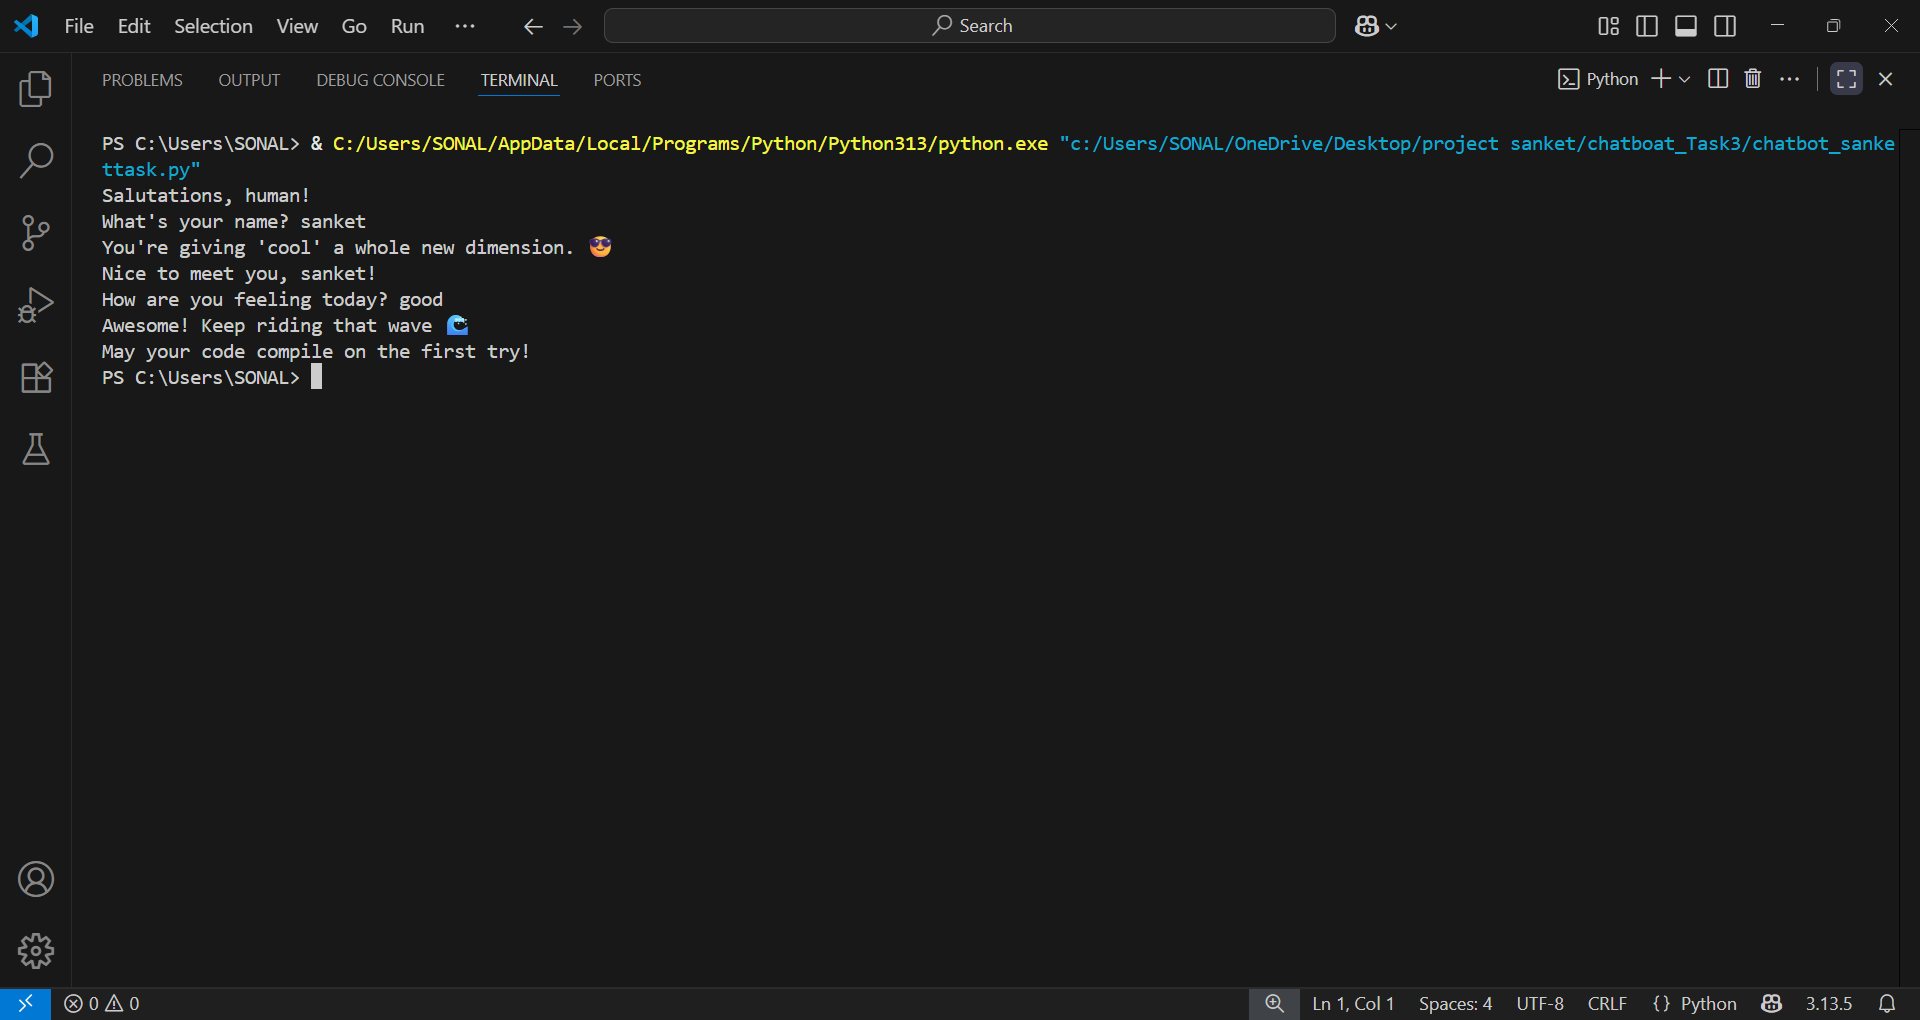 File Edit Selection View Go Run ··· Search
PROBLEMS OUTPUT DEBUG CONSOLE TERMINAL PORTS Python
PS C:\Users\SONAL> & C:/Users/SONAL/AppData/Local/Programs/Python/Python313/python.exe "c:/Users/SONAL/OneDrive/Desktop/project sanket/chatboat_Task3/chatbot_sanke
ttask.py"
Salutations, human!
What's your name? sanket
You're giving 'cool' a whole new dimension. 😎
Nice to meet you, sanket!
How are you feeling today? good
Awesome! Keep riding that wave 🌊
May your code compile on the first try!
PS C:\Users\SONAL>
0 0 Ln 1, Col 1 Spaces: 4 UTF-8 CRLF {} Python 3.13.5